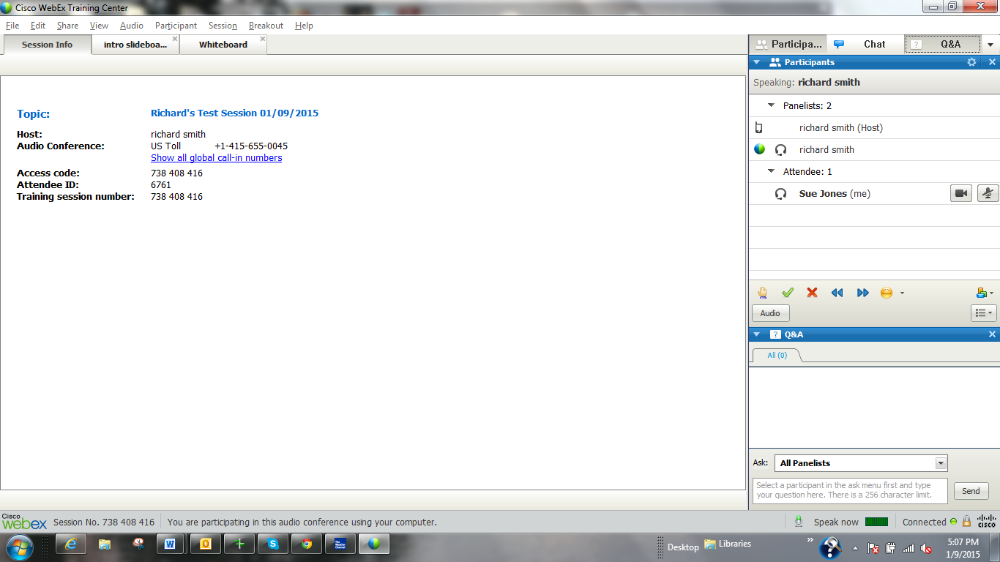 Cisco WebEx Training Center
File Edit Share View Audio Participant Session Breakout Help
Session Info intro slideboa... Whiteboard
Participa... Chat ? Q&A
Participants
Speaking: richard smith
Panelists: 2
richard smith (Host)
richard smith
Attendee: 1
Sue Jones (me)
Topic: Richard's Test Session 01/09/2015
Host: richard smith
Audio Conference: US Toll +1-415-655-0045
Show all global call-in numbers
Access code: 738 408 416
Attendee ID: 6761
Training session number: 738 408 416
Audio
? Q&A
All (0)
Ask: All Panelists
Select a participant in the ask menu first and type
your question here. There is a 256 character limit.
Send
Cisco webex Session No. 738 408 416 You are participating in this audio conference using your computer. Speak now Connected CISCO
Desktop Libraries
5:07 PM
1/9/2015